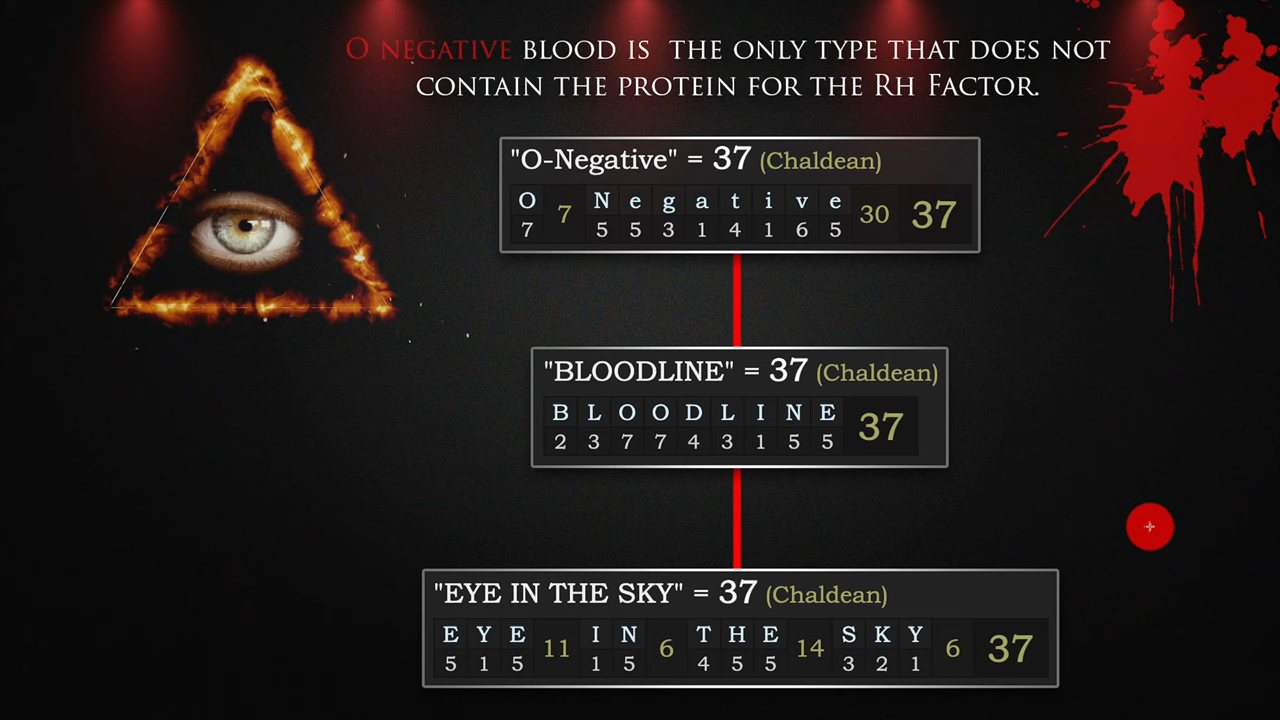 O NEGATIVE BLOOD IS THE ONLY TYPE THAT DOES NOT
CONTAIN THE PROTEIN FOR THE RH FACTOR.
"O-Negative" = 37 (Chaldean)
O 7 N e g a t i v e 30 37
7 5 5 3 1 4 1 6 5
"BLOODLINE" = 37 (Chaldean)
B L O O D L I N E 37
2 3 7 7 4 3 1 5 5
"EYE IN THE SKY" = 37 (Chaldean)
E Y E 11 I N 6 T H E 14 S K Y 6 37
5 1 5 1 5 4 5 5 3 2 1